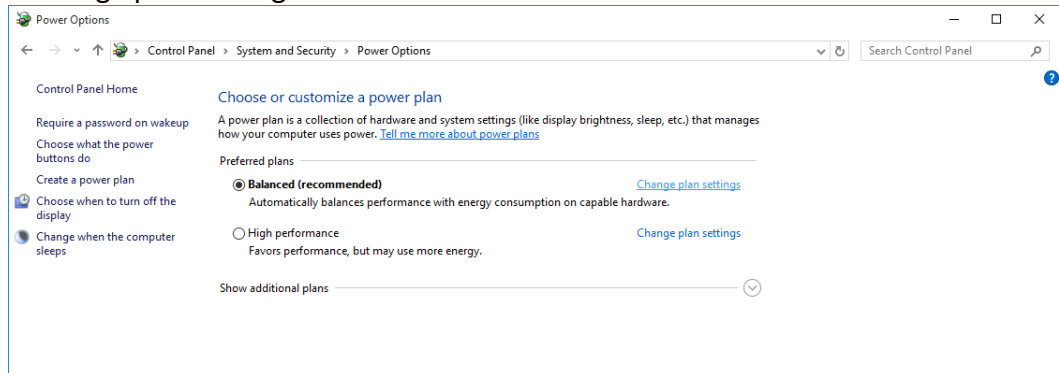 Power Options
Control Panel > System and Security > Power Options
Search Control Panel
Control Panel Home
Require a password on wakeup
Choose what the power
buttons do
Create a power plan
Choose when to turn off the
display
Change when the computer
sleeps
Choose or customize a power plan
A power plan is a collection of hardware and system settings (like display brightness, sleep, etc.) that manages
how your computer uses power. Tell me more about power plans
Preferred plans
Balanced (recommended) Change plan settings
Automatically balances performance with energy consumption on capable hardware.
High performance Change plan settings
Favors performance, but may use more energy.
Show additional plans